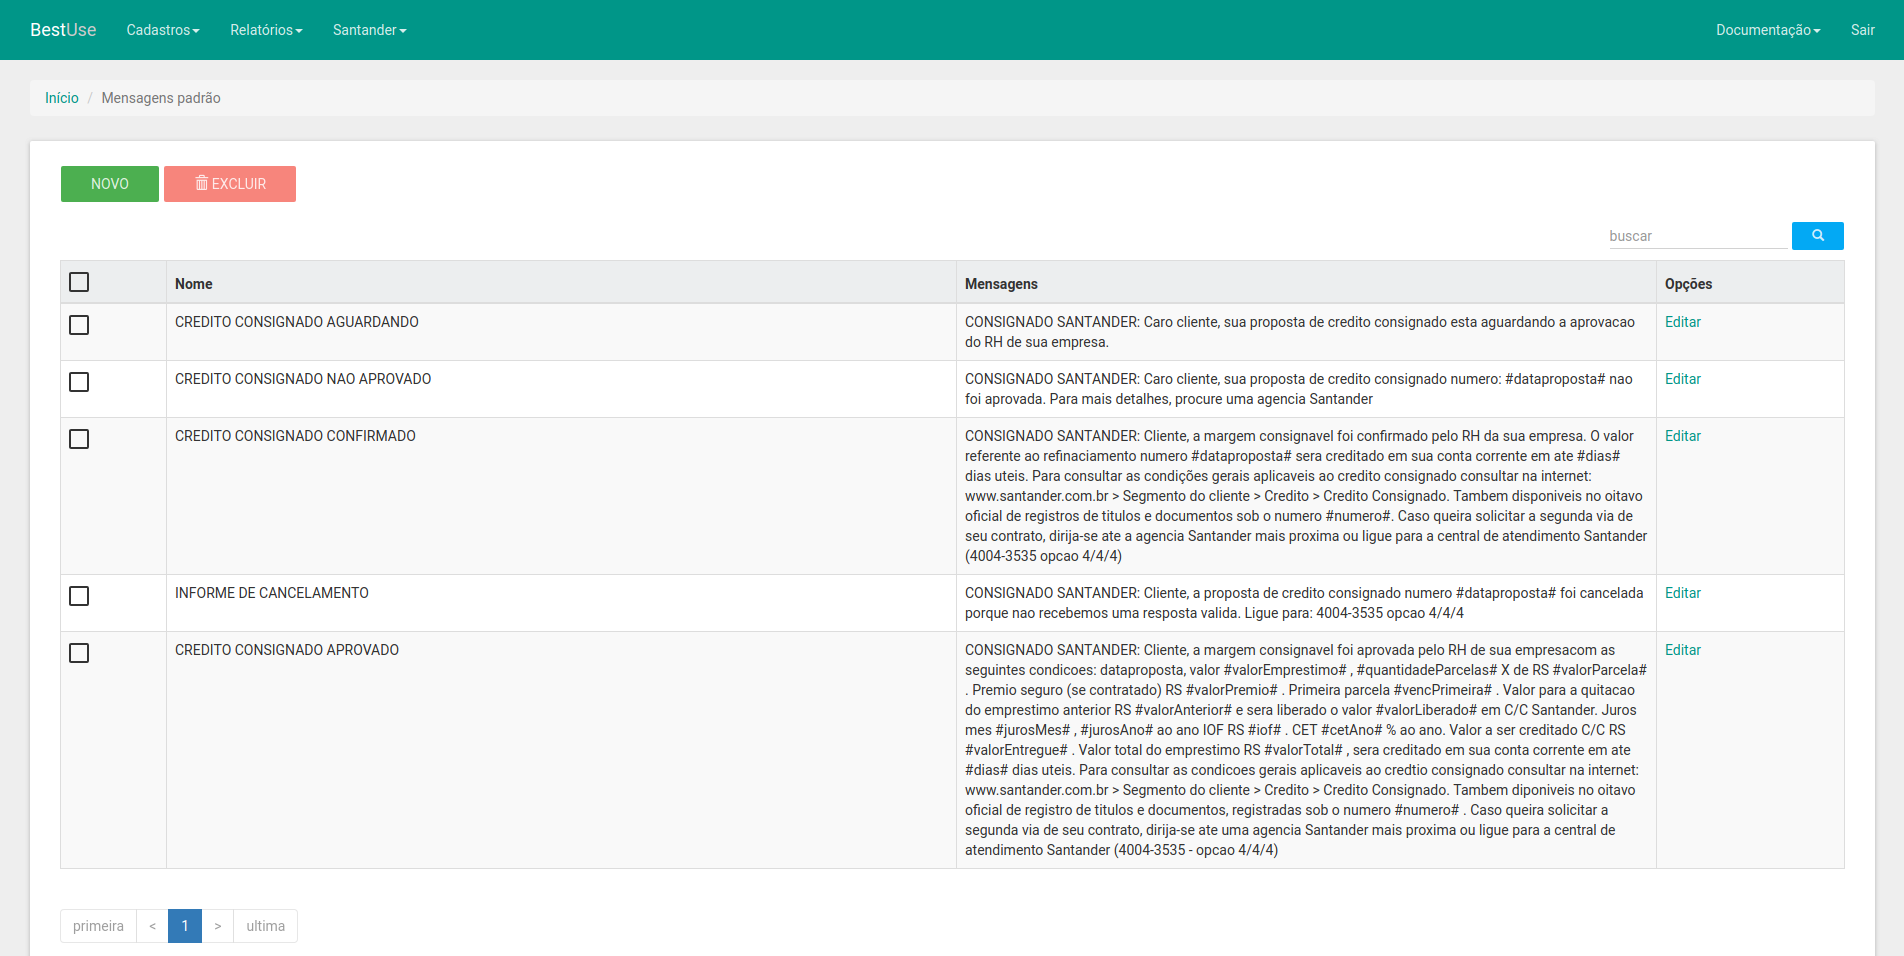 BestUse Cadastros Relatórios Santander Documentação Sair
Início / Mensagens padrão
NOVO EXCLUIR
buscar
Nome Mensagens Opções
CREDITO CONSIGNADO AGUARDANDO CONSIGNADO SANTANDER: Caro cliente, sua proposta de credito consignado esta aguardando a aprovacao Editar
do RH de sua empresa.
CREDITO CONSIGNADO NAO APROVADO CONSIGNADO SANTANDER: Caro cliente, sua proposta de credito consignado numero: #dataproposta# nao Editar
foi aprovada. Para mais detalhes, procure uma agencia Santander
CREDITO CONSIGNADO CONFIRMADO CONSIGNADO SANTANDER: Cliente, a margem consignavel foi confirmado pelo RH da sua empresa. O valor Editar
referente ao refinaciamento numero #dataproposta# sera creditado em sua conta corrente em ate #dias#
dias uteis. Para consultar as condições gerais aplicaveis ao credito consignado consultar na internet:
www.santander.com.br > Segmento do cliente > Credito > Credito Consignado. Tambem disponiveis no oitavo
oficial de registros de titulos e documentos sob o numero #numero#. Caso queira solicitar a segunda via de
seu contrato, dirija-se ate a agencia Santander mais proxima ou ligue para a central de atendimento Santander
(4004-3535 opcao 4/4/4)
INFORME DE CANCELAMENTO CONSIGNADO SANTANDER: Cliente, a proposta de credito consignado numero #dataproposta# foi cancelada Editar
porque nao recebemos uma resposta valida. Ligue para: 4004-3535 opcao 4/4/4
CREDITO CONSIGNADO APROVADO CONSIGNADO SANTANDER: Cliente, a margem consignavel foi aprovada pelo RH de sua empresacom as Editar
seguintes condicoes: dataproposta, valor #valorEmprestimo# , #quantidadeParcelas# X de RS #valorParcela#
. Premio seguro (se contratado) RS #valorPremio# . Primeira parcela #vencPrimeira# . Valor para a quitacao
do emprestimo anterior RS #valorAnterior# e sera liberado o valor #valorLiberado# em C/C Santander. Juros
mes #jurosMes# , #jurosAno# ao ano IOF RS #iof# . CET #cetAno# % ao ano. Valor a ser creditado C/C RS
#valorEntregue# . Valor total do emprestimo RS #valorTotal# , sera creditado em sua conta corrente em ate
#dias# dias uteis. Para consultar as condicoes gerais aplicaveis ao credtio consignado consultar na internet:
www.santander.com.br > Segmento do cliente > Credito > Credito Consignado. Tambem diponiveis no oitavo
oficial de registro de titulos e documentos, registradas sob o numero #numero# . Caso queira solicitar a
segunda via de seu contrato, dirija-se ate uma agencia Santander mais proxima ou ligue para a central de
atendimento Santander (4004-3535 - opcao 4/4/4)
primeira < 1 > ultima